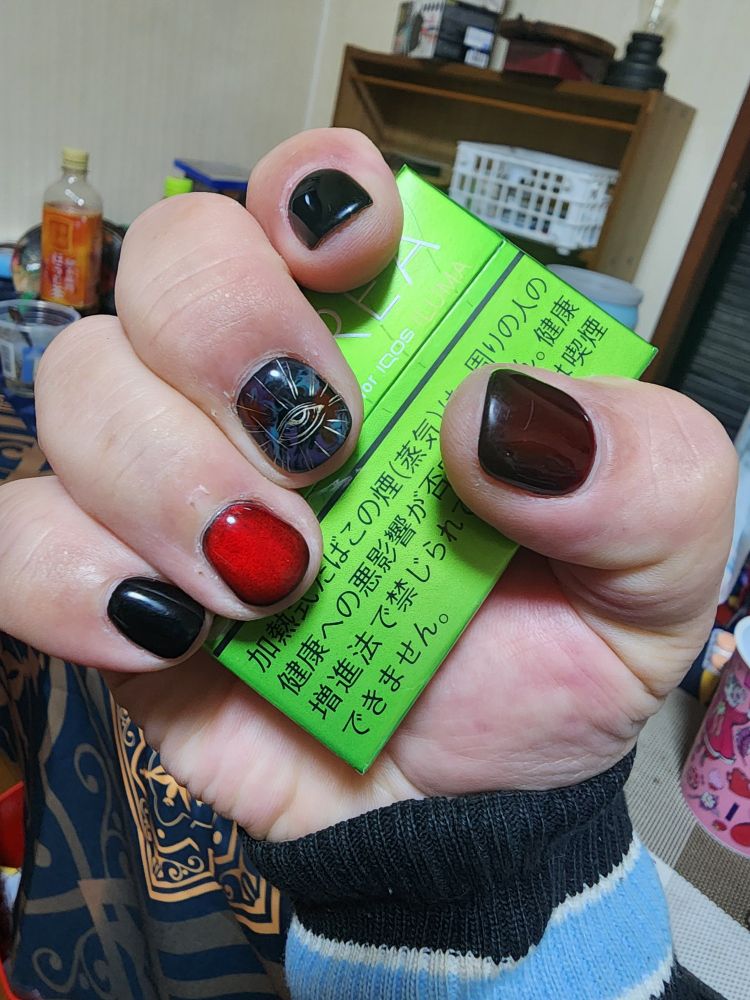 REA
for IQOS ILUMA
加熱式たばこの煙(蒸気)は、周りの人の
健康への悪影響が否
増進法で禁じられて
できません。
健康
喫煙